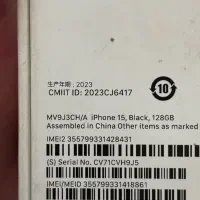 生产年期: 2023
CMIIT ID: 2023CJ6417
10
MV9J3CH/A iPhone 15, Black, 128GB
Assembled in China Other items as marked
IMEI2 355799331428431
(S) Serial No. CV71CVH9J5
IMEI/MEID 355799331418861